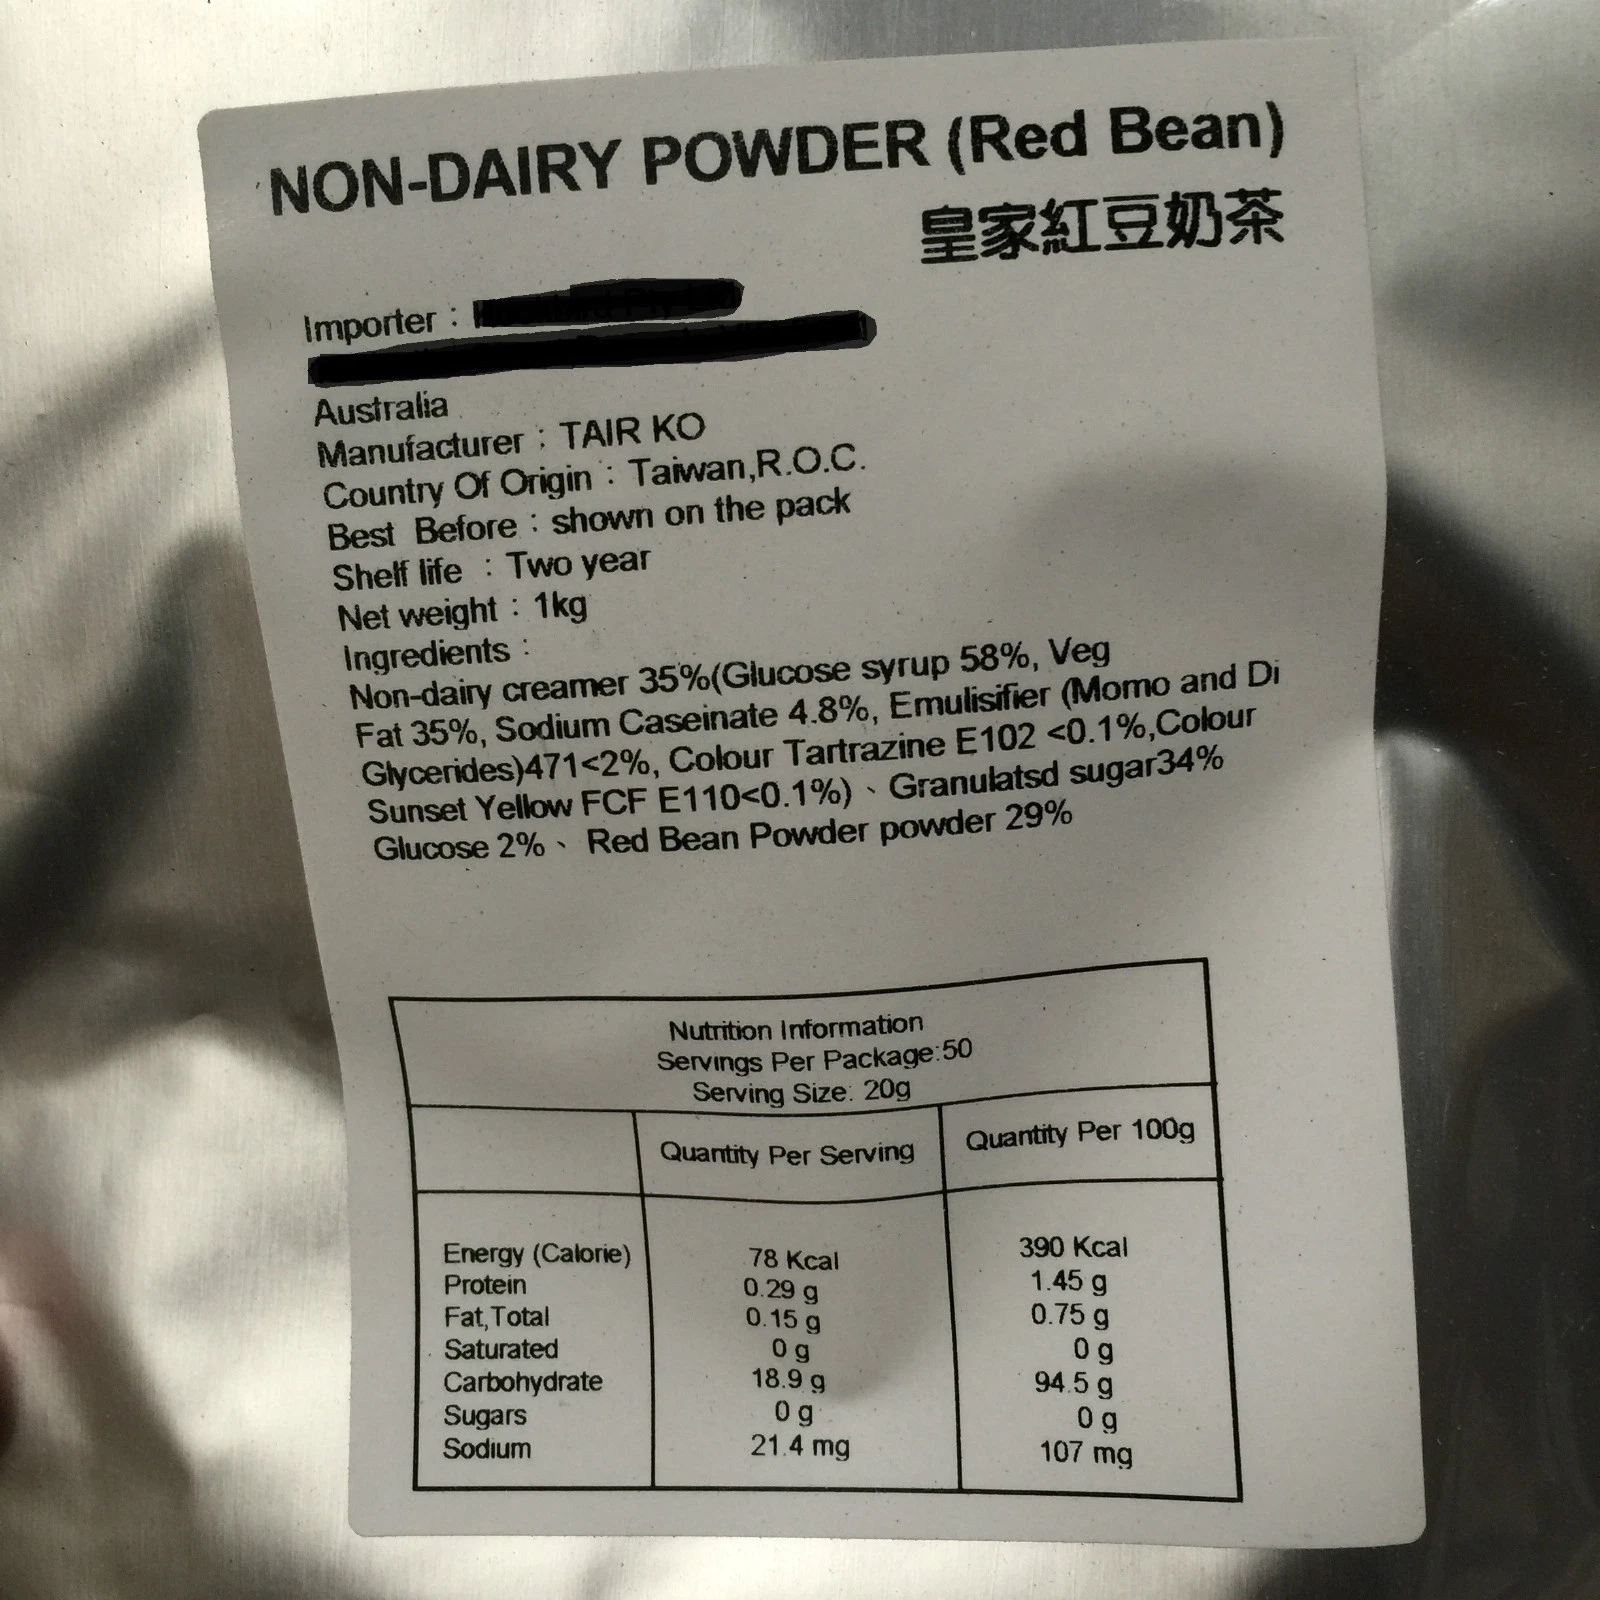 NON-DAIRY POWDER (Red Bean)
皇家紅豆奶茶
Importer :
Australia
Manufacturer : TAIR KO
Country Of Origin : Taiwan,R.O.C.
Best Before : shown on the pack
Shelf life : Two year
Net weight : 1kg
Ingredients :
Non-dairy creamer 35%(Glucose syrup 58%, Veg
Fat 35%, Sodium Caseinate 4.8%, Emulisifier (Momo and Di
Glycerides)471<2%, Colour Tartrazine E102 <0.1%,Colour
Sunset Yellow FCF E110<0.1%)、Granulatsd sugar34%
Glucose 2%、 Red Bean Powder powder 29%
Nutrition Information
Servings Per Package:50
Serving Size: 20g
Quantity Per Serving Quantity Per 100g
Energy (Calorie) 78 Kcal 390 Kcal
Protein 0.29 g 1.45 g
Fat,Total 0.15 g 0.75 g
Saturated 0 g 0 g
Carbohydrate 18.9 g 94.5 g
Sugars 0 g 0 g
Sodium 21.4 mg 107 mg